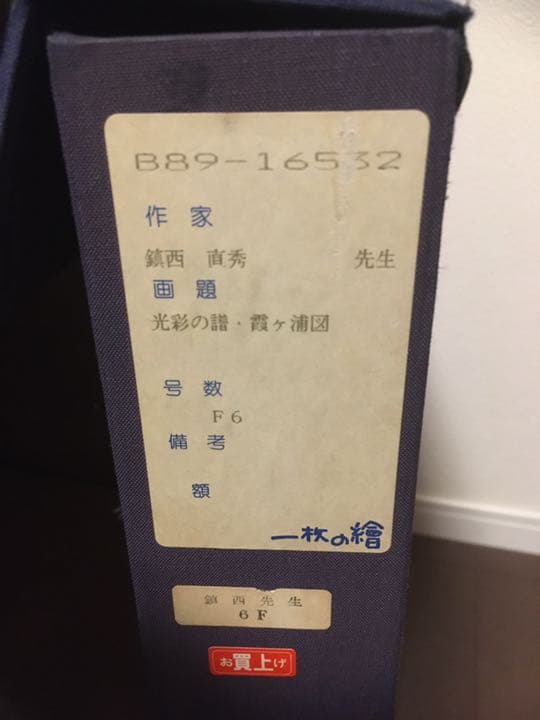 B89-16532
作家
鎮西 直秀 先生
画題
光彩の譜・霞ヶ浦図
号数
F6
備考
額
一枚の繪
鎮西先生
6F
お買上げ